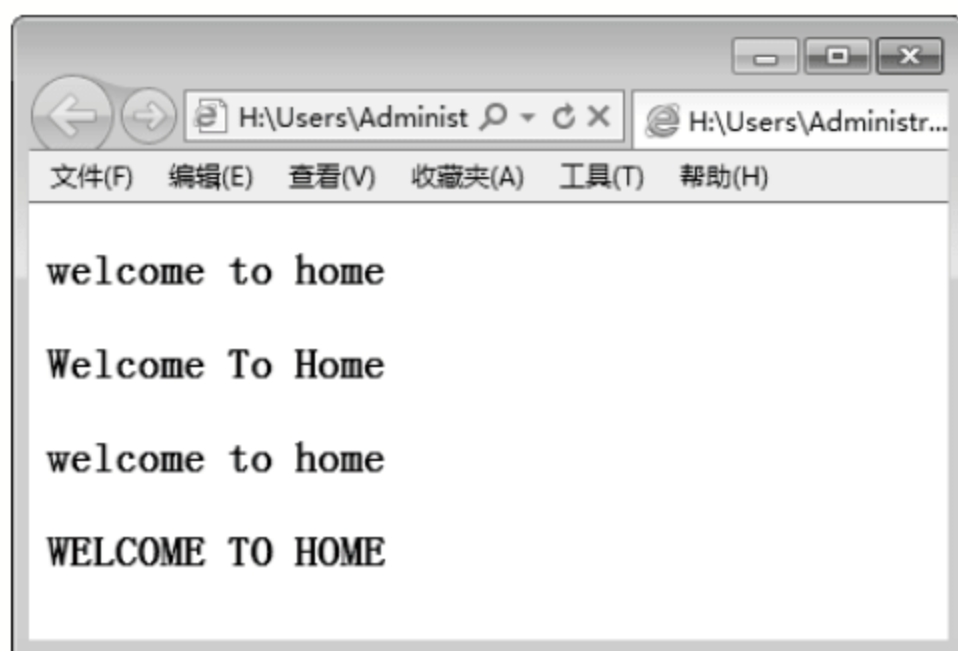 H:\Users\Administ
H:\Users\Administr...
文件(F) 编辑(E) 查看(V) 收藏夹(A) 工具(T) 帮助(H)
welcome to home
Welcome To Home
welcome to home
WELCOME TO HOME